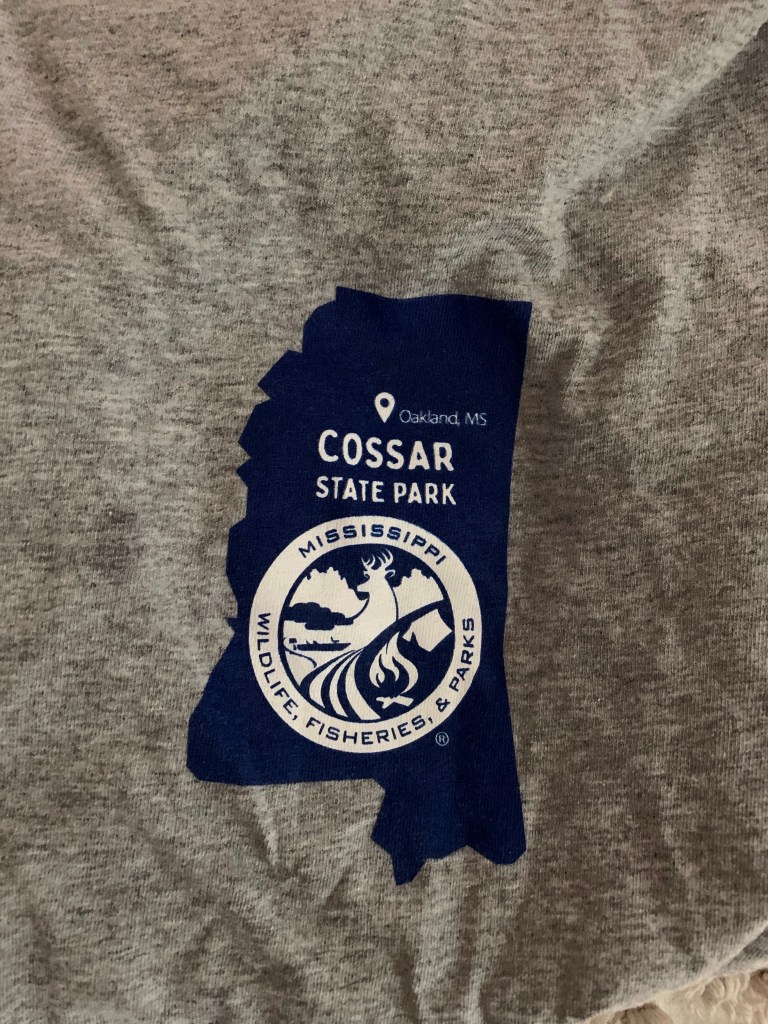 Oakland, MS
COSSAR
STATE PARK
MISSISSIPPI
WILDLIFE, FISHERIES, & PARKS
®